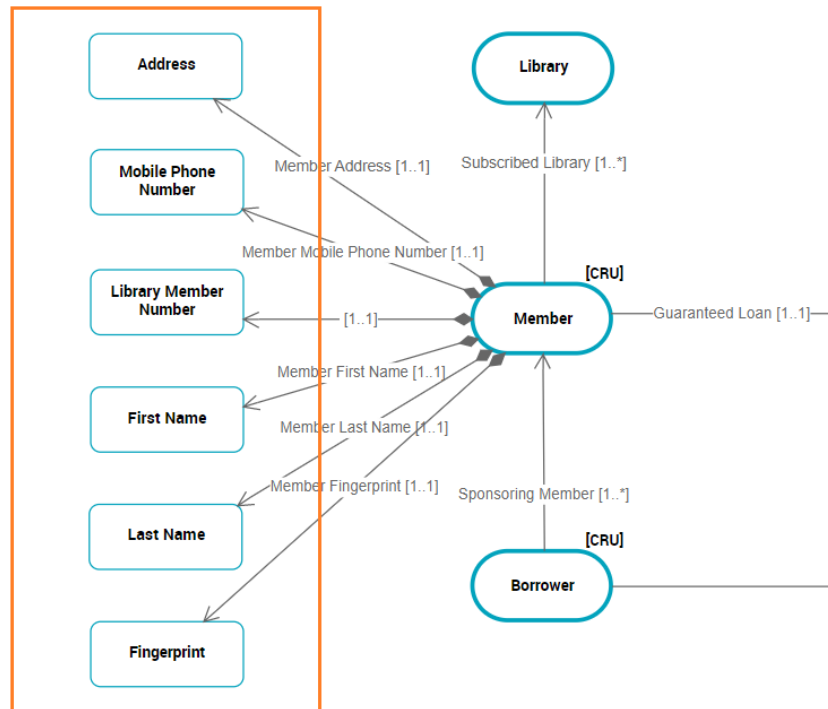 Address
Library
Member Address [1..1]
Subscribed Library [1..*]
Mobile Phone
Number
Member Mobile Phone Number [1..1]
[CRU]
Library Member
Number
[1..1]
Member
Guaranteed Loan [1..1]
Member First Name [1..1]
First Name
Member Last Name [1..1]
Member Fingerprint [1..1]
Sponsoring Member [1..*]
Last Name
[CRU]
Borrower
Fingerprint